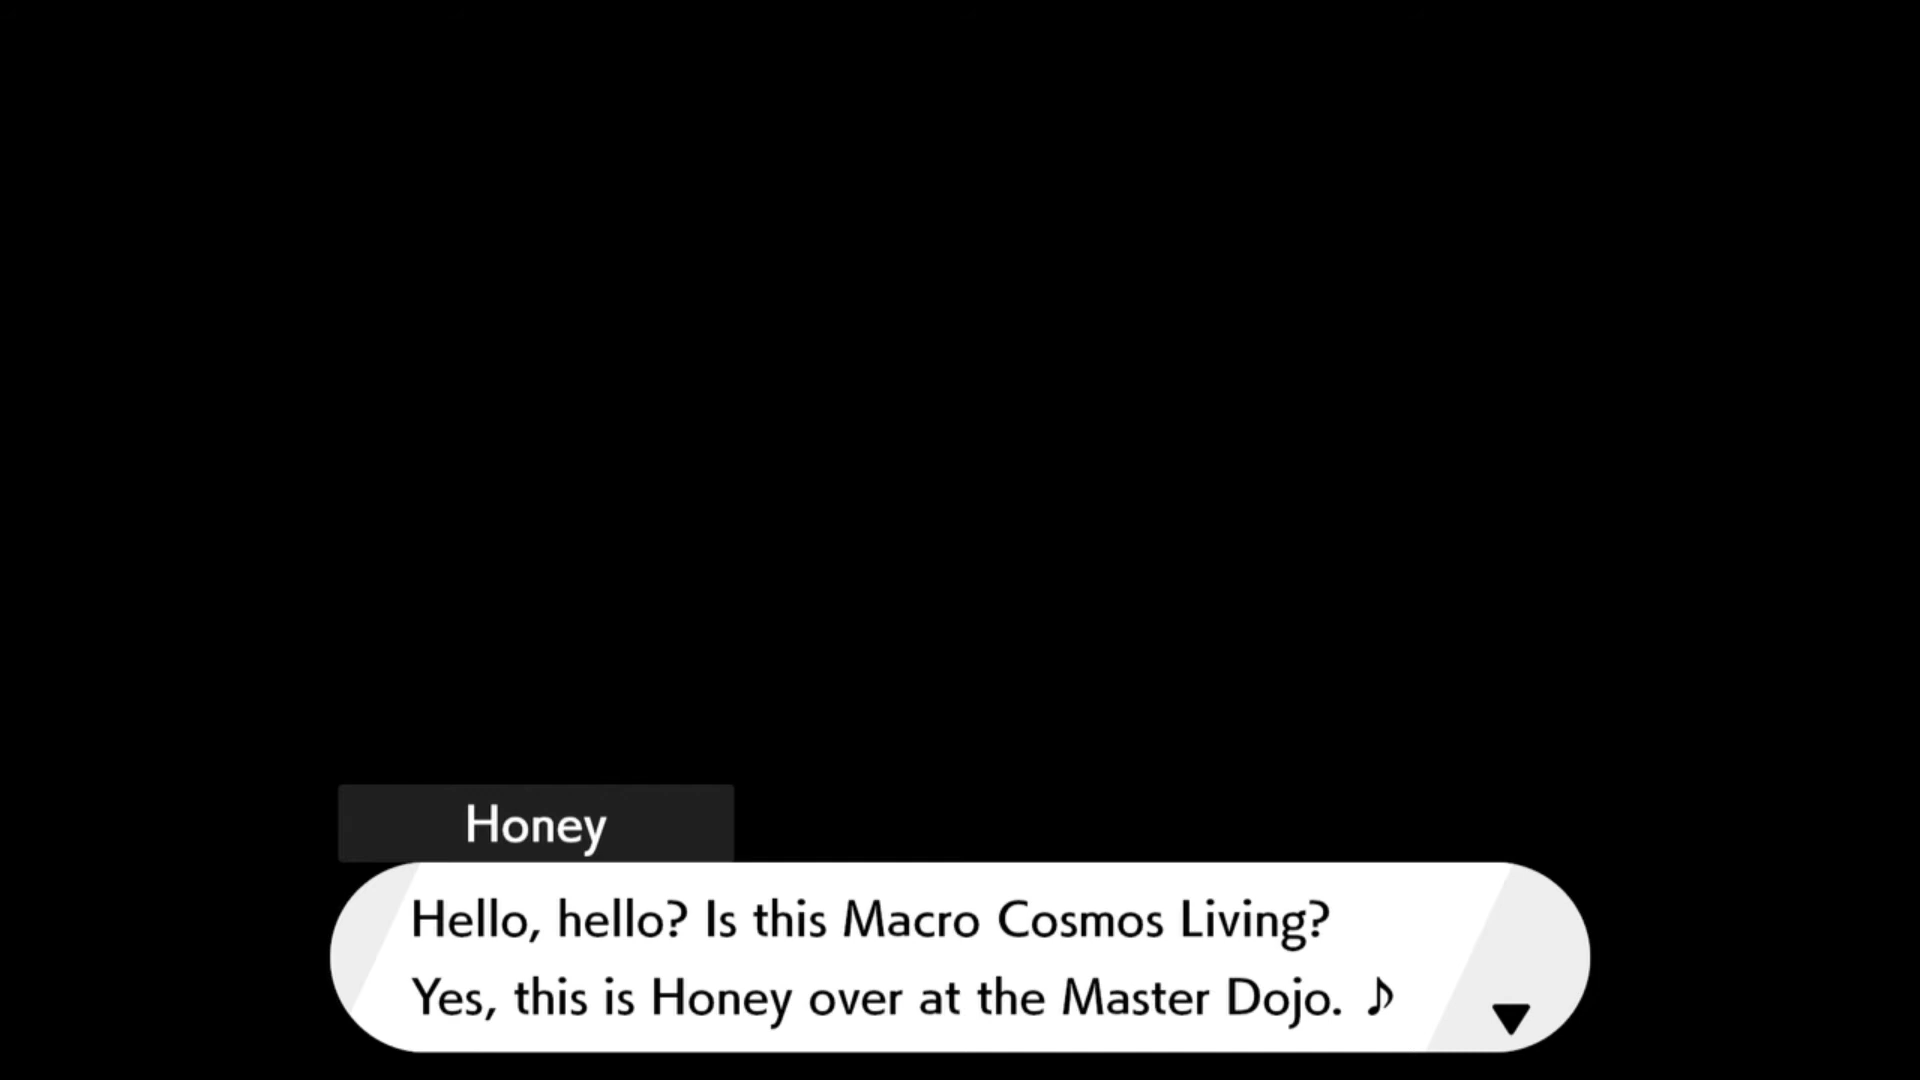 Honey
Hello, hello? Is this Macro Cosmos Living?
Yes, this is Honey over at the Master Dojo. ♪